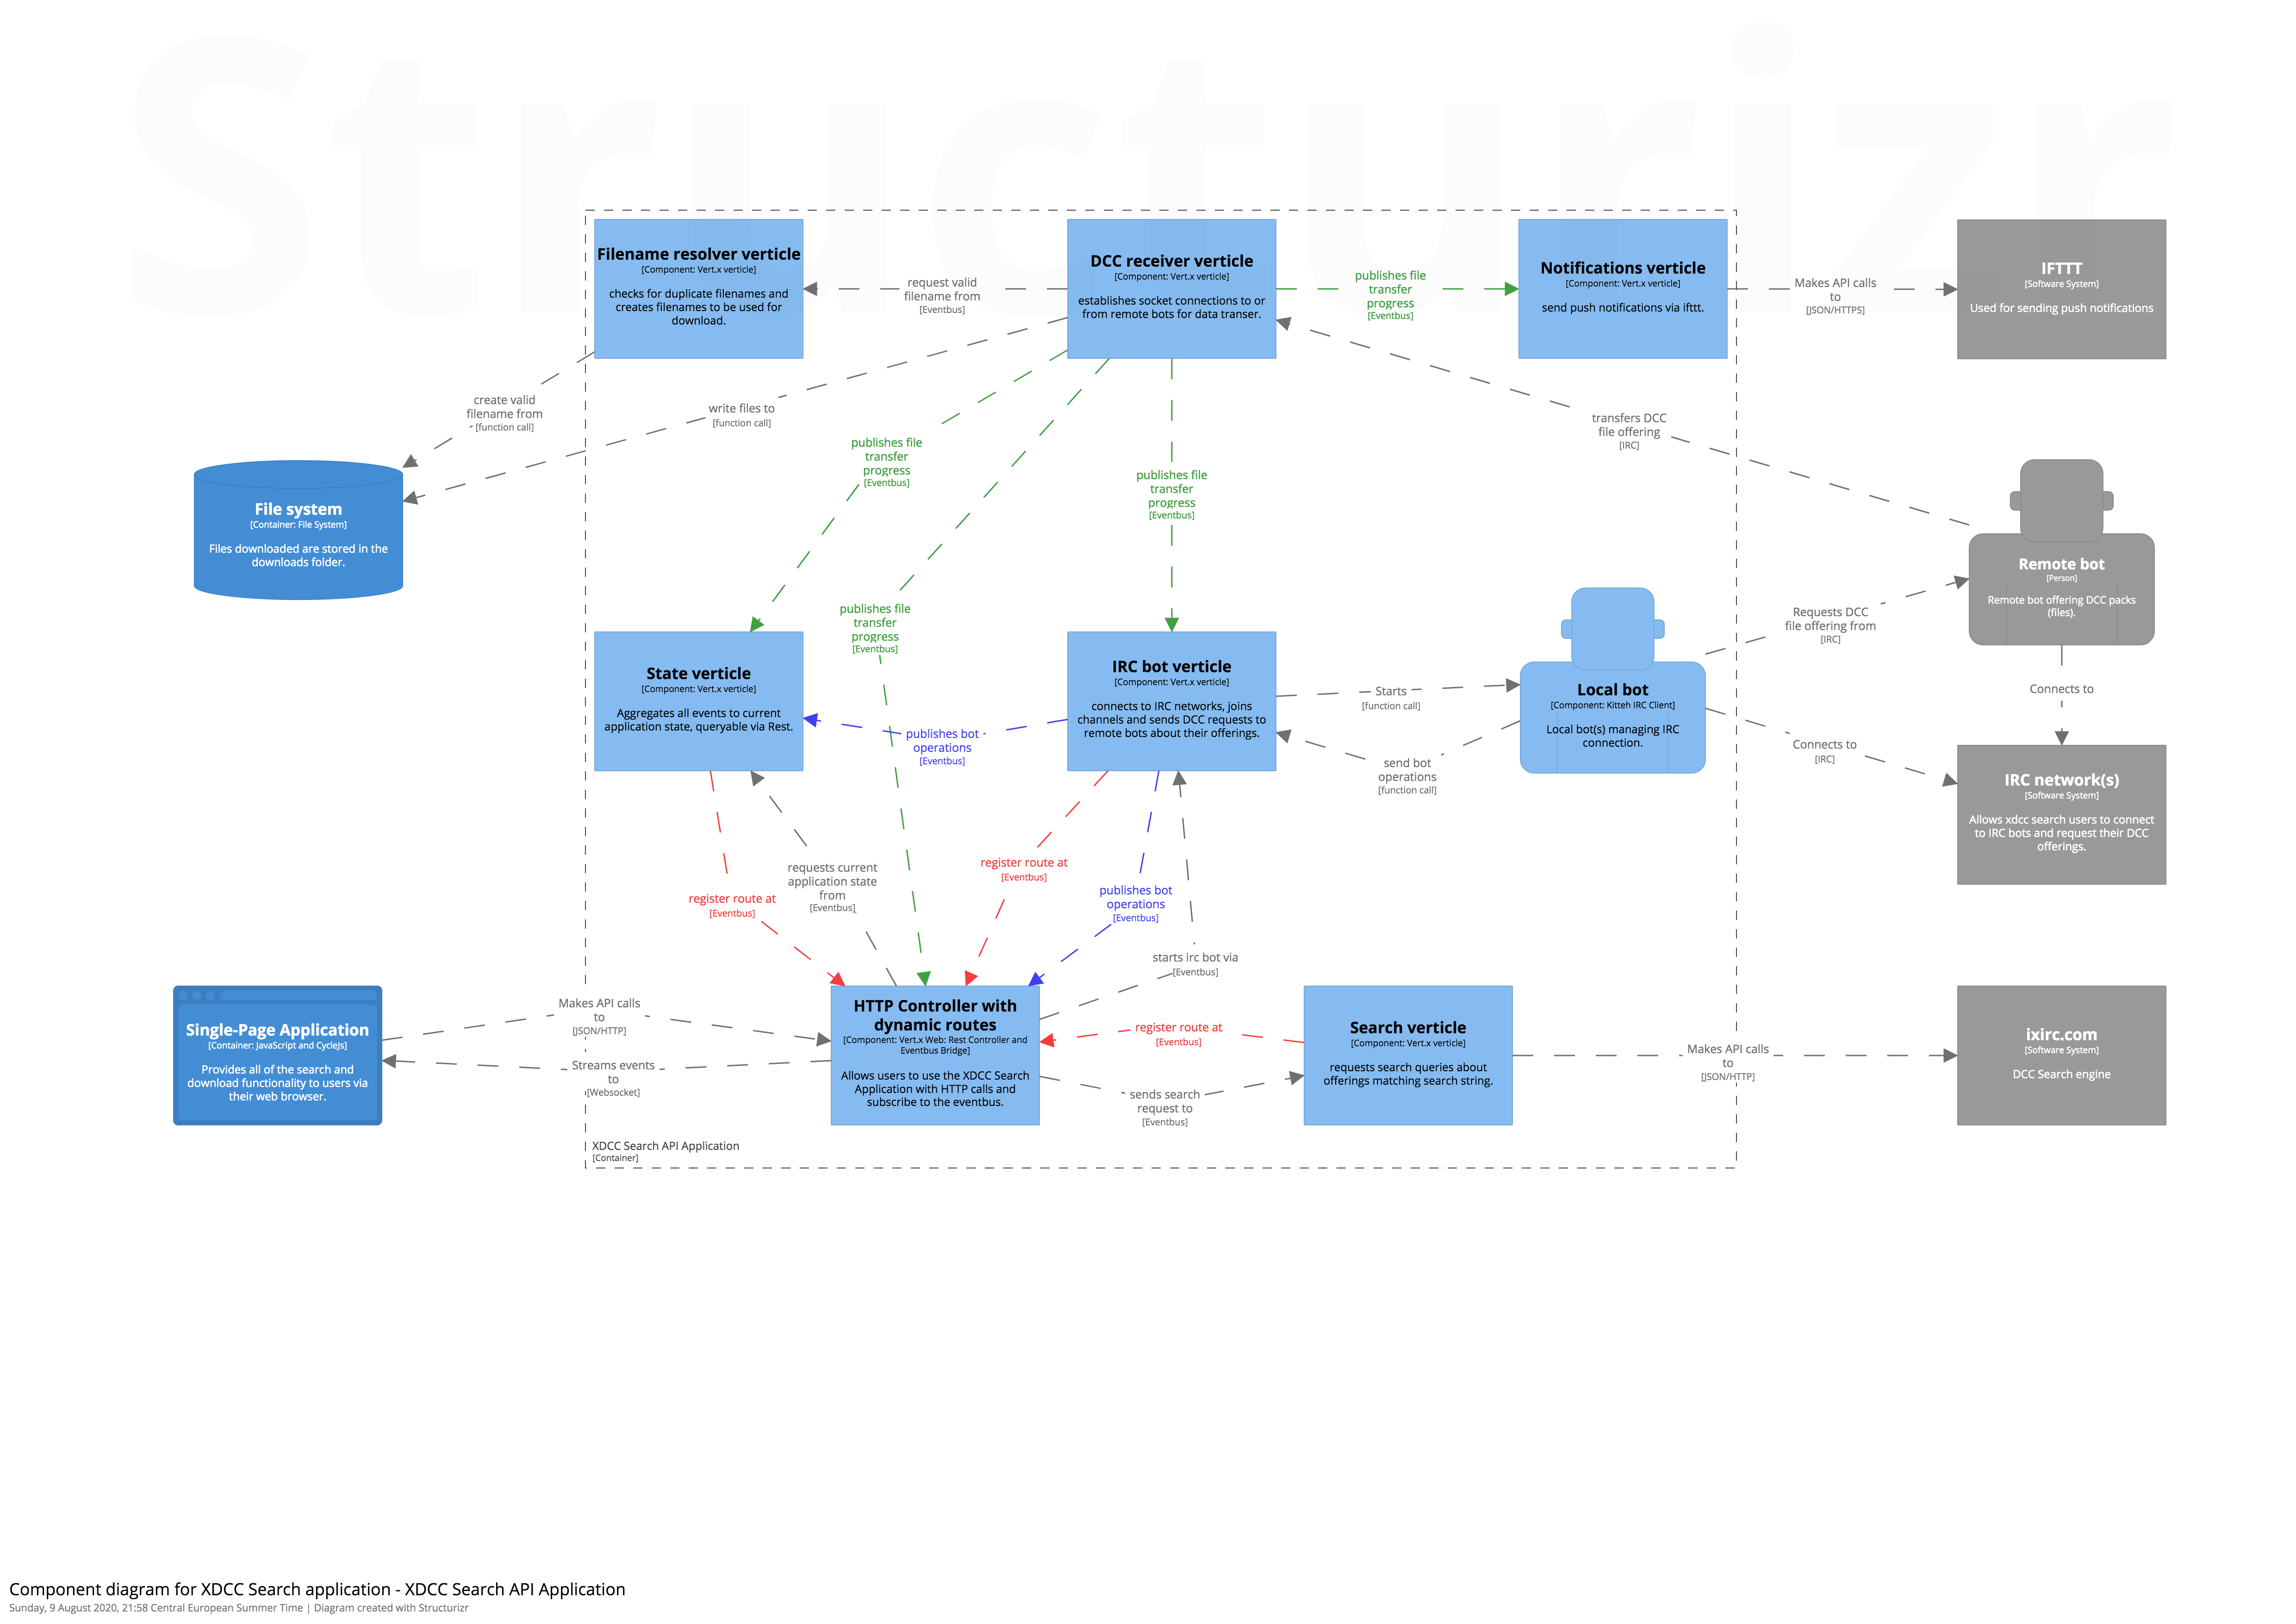 Structurizr
Filename resolver verticle
[Component: Vert.x verticle]
checks for duplicate filenames and
creates filenames to be used for
download.
request valid
filename from
[Eventbus]
DCC receiver verticle
[Component: Vert.x verticle]
establishes socket connections to or
from remote bots for data transer.
publishes file
transfer
progress
[Eventbus]
Notifications verticle
[Component: Vert.x verticle]
send push notifications via ifttt.
Makes API calls
to
[JSON/HTTPS]
IFTTT
[Software System]
Used for sending push notifications
create valid
filename from
[function call]
write files to
[function call]
publishes file
transfer
progress
[Eventbus]
publishes file
transfer
progress
[Eventbus]
transfers DCC
file offering
[IRC]
File system
[Container: File System]
Files downloaded are stored in the
downloads folder.
Remote bot
[Person]
Remote bot offering DCC packs
(files).
publishes file
transfer
progress
[Eventbus]
Requests DCC
file offering from
[IRC]
State verticle
[Component: Vert.x verticle]
Aggregates all events to current
application state, queryable via Rest.
publishes bot
operations
[Eventbus]
IRC bot verticle
[Component: Vert.x verticle]
connects to IRC networks, joins
channels and sends DCC requests to
remote bots about their offerings.
Starts
[function call]
send bot
operations
[function call]
Local bot
[Component: Kitteh IRC Client]
Local bot(s) managing IRC
connection.
Connects to
[IRC]
Connects to
IRC network(s)
[Software System]
Allows xdcc search users to connect
to IRC bots and request their DCC
offerings.
register route at
[Eventbus]
requests current
application state
from
[Eventbus]
register route at
[Eventbus]
publishes bot
operations
[Eventbus]
starts irc bot via
[Eventbus]
Single-Page Application
[Container: JavaScript and CycleJs]
Provides all of the search and
download functionality to users via
their web browser.
Makes API calls
to
[JSON/HTTP]
Streams events
to
[Websocket]
HTTP Controller with
dynamic routes
[Component: Vert.x Web: Rest Controller and
Eventbus Bridge]
Allows users to use the XDCC Search
Application with HTTP calls and
subscribe to the eventbus.
register route at
[Eventbus]
sends search
request to
[Eventbus]
Search verticle
[Component: Vert.x verticle]
requests search queries about
offerings matching search string.
Makes API calls
to
[JSON/HTTP]
ixirc.com
[Software System]
DCC Search engine
XDCC Search API Application
[Container]
Component diagram for XDCC Search application - XDCC Search API Application
Sunday, 9 August 2020, 21:58 Central European Summer Time | Diagram created with Structurizr